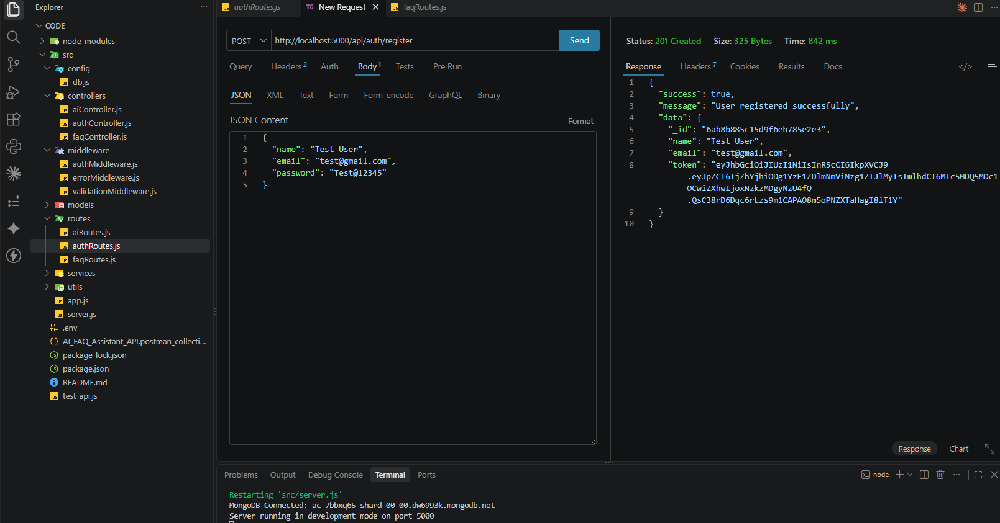 Explorer
CODE
node_modules
src
config
db.js
controllers
aiController.js
authController.js
faqController.js
middleware
authMiddleware.js
errorMiddleware.js
validationMiddleware.js
models
routes
aiRoutes.js
authRoutes.js
faqRoutes.js
services
utils
app.js
server.js
.env
AI_FAQ_Assistant_API.postman_collecti...
package-lock.json
package.json
README.md
test_api.js
authRoutes.js
TC New Request
faqRoutes.js
POST http://localhost:5000/api/auth/register Send
Query Headers 2 Auth Body 1 Tests Pre Run
JSON XML Text Form Form-encode GraphQL Binary
JSON Content Format
1 {
2 "name": "Test User",
3 "email": "test@gmail.com",
4 "password": "Test@12345"
5 }
Status: 201 Created Size: 325 Bytes Time: 842 ms
Response Headers 7 Cookies Results Docs </>
1 {
2 "success": true,
3 "message": "User registered successfully",
4 "data": {
5 "_id": "6ab8b885c15d9f6eb785e2e3",
6 "name": "Test User",
7 "email": "test@gmail.com",
8 "token": "eyJhbGciOiJIUzI1NiIsInR5cCI6IkpXVCJ9
.eyJpZCI6IjZhYjhiODg1YzE1ZDlmNmViNzg1ZTJlMyIsImlhdCI6MTc5MDQ5MDc1
OCwiZXhwIjoxNzkzMDgyNzU4fQ
.QsC38rD6Dqc6rLzs9m1CAPAO8m5oPNZXTaHagI8iT1Y"
9 }
10 }
Response Chart
Problems Output Debug Console Terminal Ports
node
Restarting 'src/server.js'
MongoDB Connected: ac-7bbxq65-shard-00-00.dw6993k.mongodb.net
Server running in development mode on port 5000